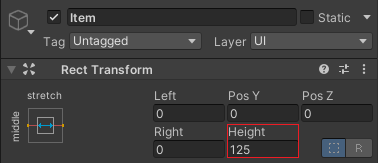 Item
Static
Tag Untagged Layer UI
Rect Transform
stretch
middle
Left Pos Y Pos Z
0 0 0
Right Height
0 125
R